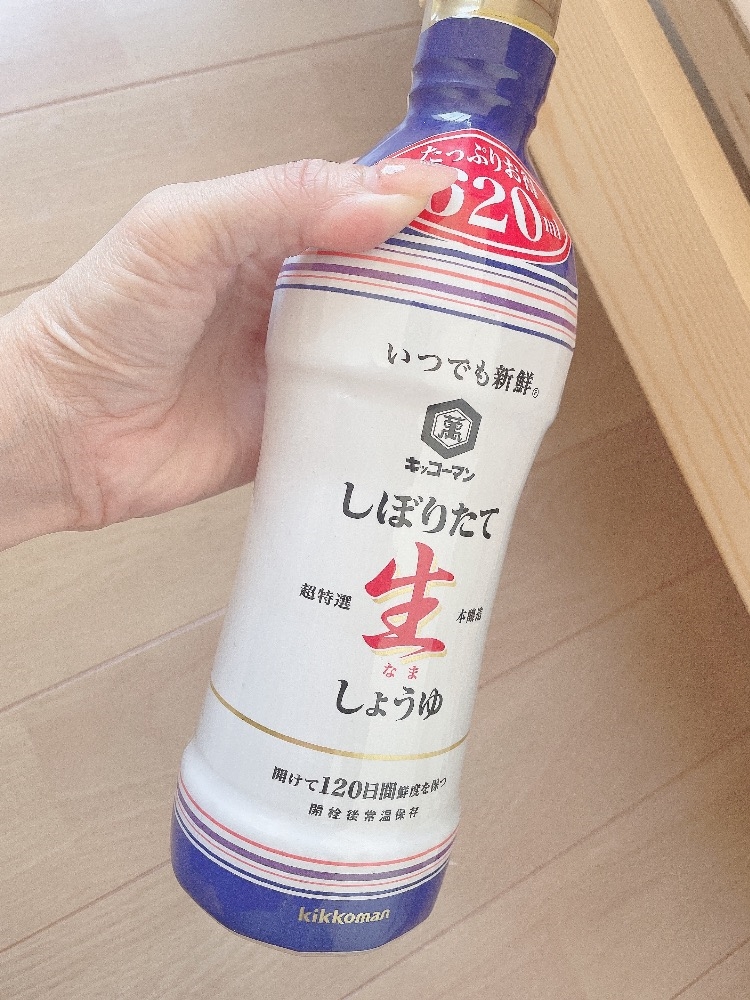 たっぷりお得
620ml
いつでも新鮮®
萬
キッコーマン
しぼりたて
生
超特選
本醸造
なま
しょうゆ
開けて120日間鮮度を保つ
開栓後常温保存
kikkoman